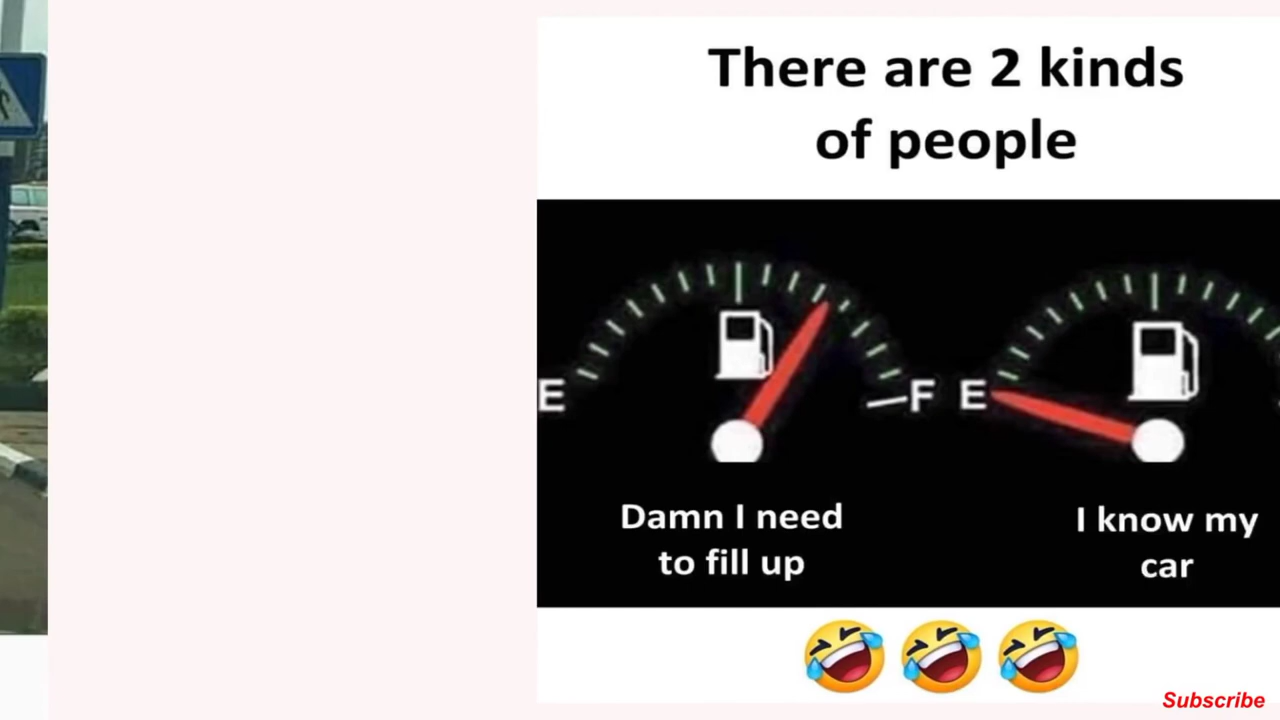 There are 2 kinds
of people
E
F
E
Damn I need
to fill up
I know my
car
Subscribe